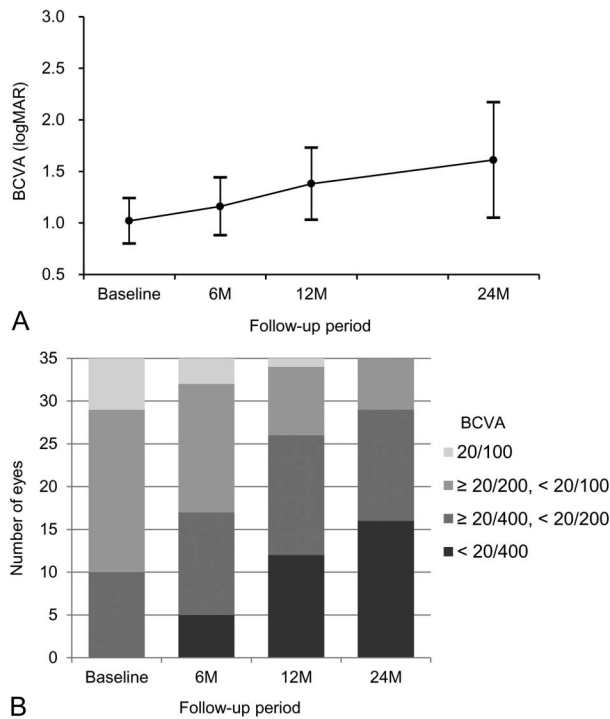 3.0
2.5
2.0
1.5
1.0
0.5
BCVA (logMAR)
Baseline 6M 12M 24M
Follow-up period
A
35
30
25
20
15
10
5
0
Number of eyes
BCVA
20/100
≥ 20/200, < 20/100
≥ 20/400, < 20/200
< 20/400
Baseline 6M 12M 24M
Follow-up period
B